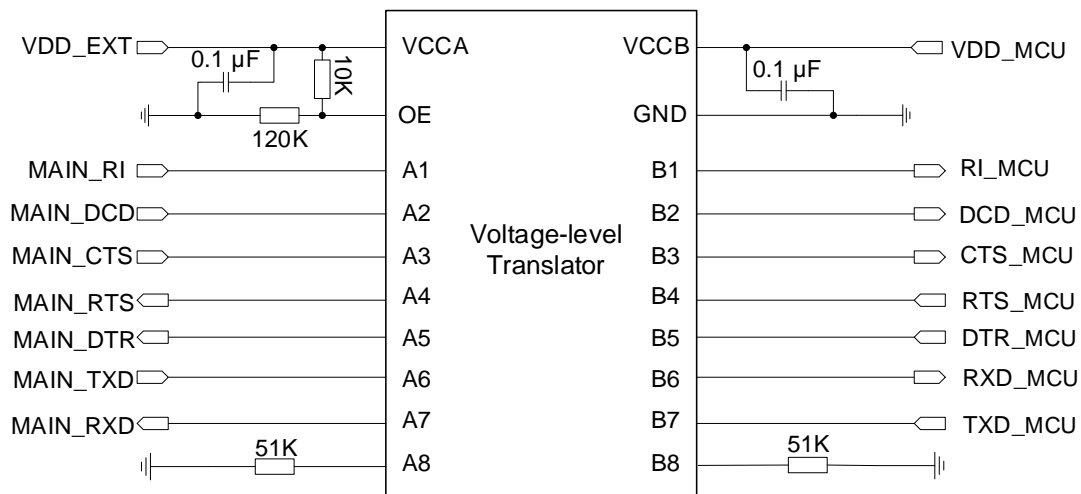 VDD_EXT
VCCA
VCCB
VDD_MCU
0.1 µF
10K
0.1 µF
OE
GND
120K
MAIN_RI
A1
B1
RI_MCU
MAIN_DCD
A2
B2
DCD_MCU
Voltage-level
Translator
MAIN_CTS
A3
B3
CTS_MCU
MAIN_RTS
A4
B4
RTS_MCU
MAIN_DTR
A5
B5
DTR_MCU
MAIN_TXD
A6
B6
RXD_MCU
MAIN_RXD
A7
B7
TXD_MCU
51K
A8
B8
51K